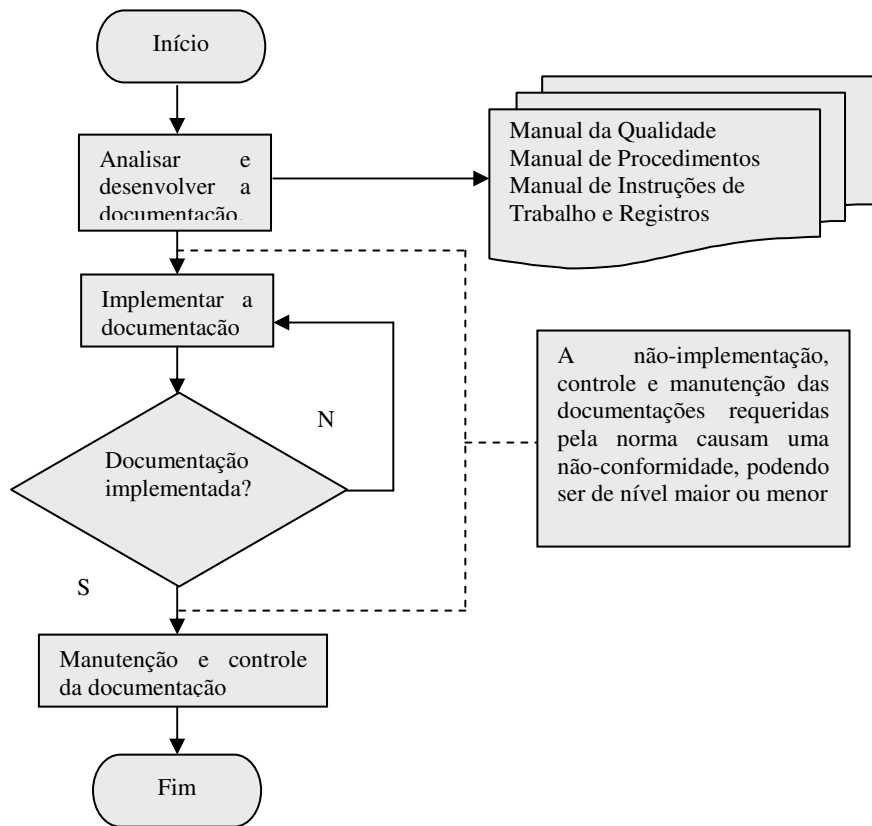 Início
Analisar e
desenvolver a
documentação.
Manual da Qualidade
Manual de Procedimentos
Manual de Instruções de
Trabalho e Registros
Implementar a
documentação
N
Documentação
implementada?
A não-implementação,
controle e manutenção das
documentações requeridas
pela norma causam uma
não-conformidade, podendo
ser de nível maior ou menor
S
Manutenção e controle
da documentação
Fim